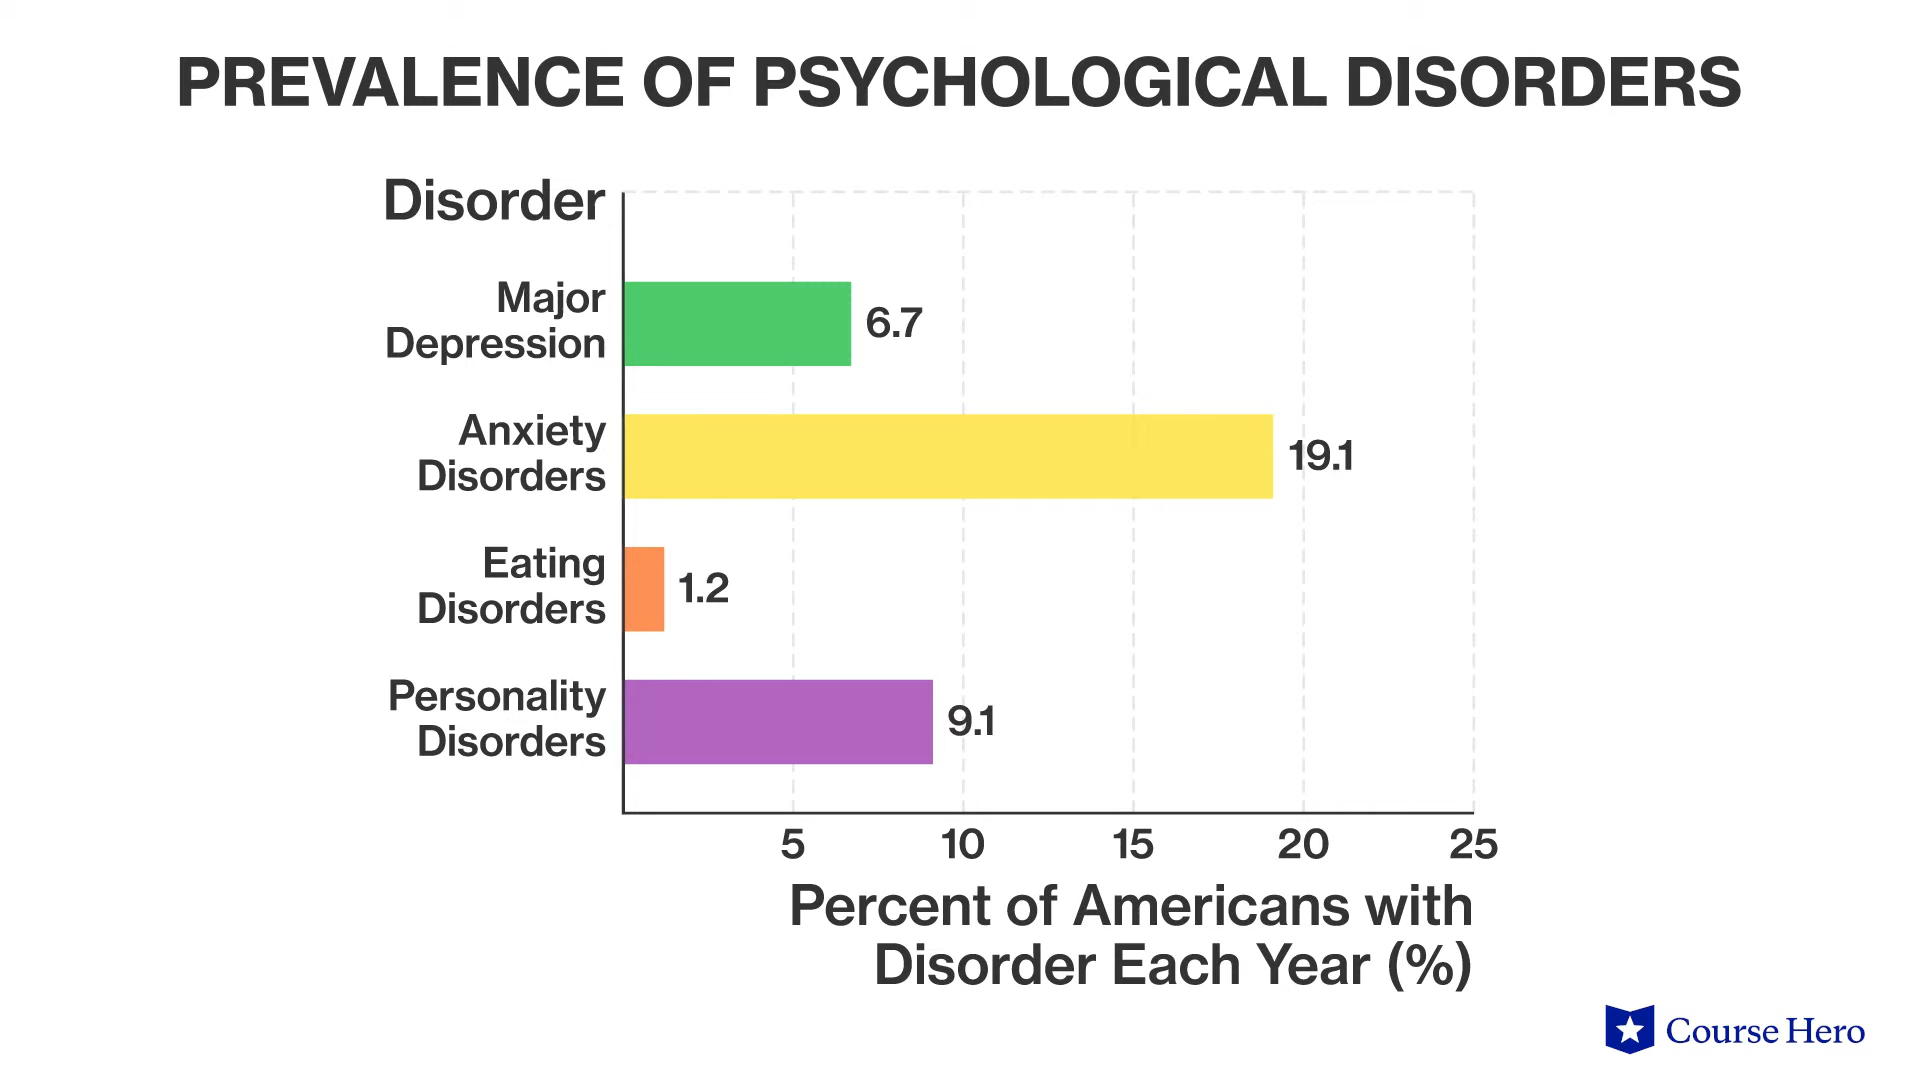 PREVALENCE OF PSYCHOLOGICAL DISORDERS
Disorder
Major
Depression
6.7
Anxiety
Disorders
19.1
Eating
Disorders
1.2
Personality
Disorders
9.1
5 10 15 20 25
Percent of Americans with
Disorder Each Year (%)
Course Hero